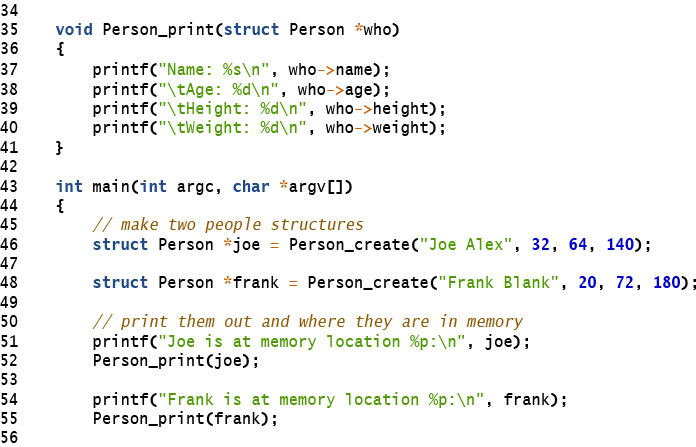 34
35 void Person_print(struct Person *who)
36 {
37 printf("Name: %s\n", who->name);
38 printf("\tAge: %d\n", who->age);
39 printf("\tHeight: %d\n", who->height);
40 printf("\tWeight: %d\n", who->weight);
41 }
42
43 int main(int argc, char *argv[])
44 {
45 // make two people structures
46 struct Person *joe = Person_create("Joe Alex", 32, 64, 140);
47
48 struct Person *frank = Person_create("Frank Blank", 20, 72, 180);
49
50 // print them out and where they are in memory
51 printf("Joe is at memory location %p:\n", joe);
52 Person_print(joe);
53
54 printf("Frank is at memory location %p:\n", frank);
55 Person_print(frank);
56